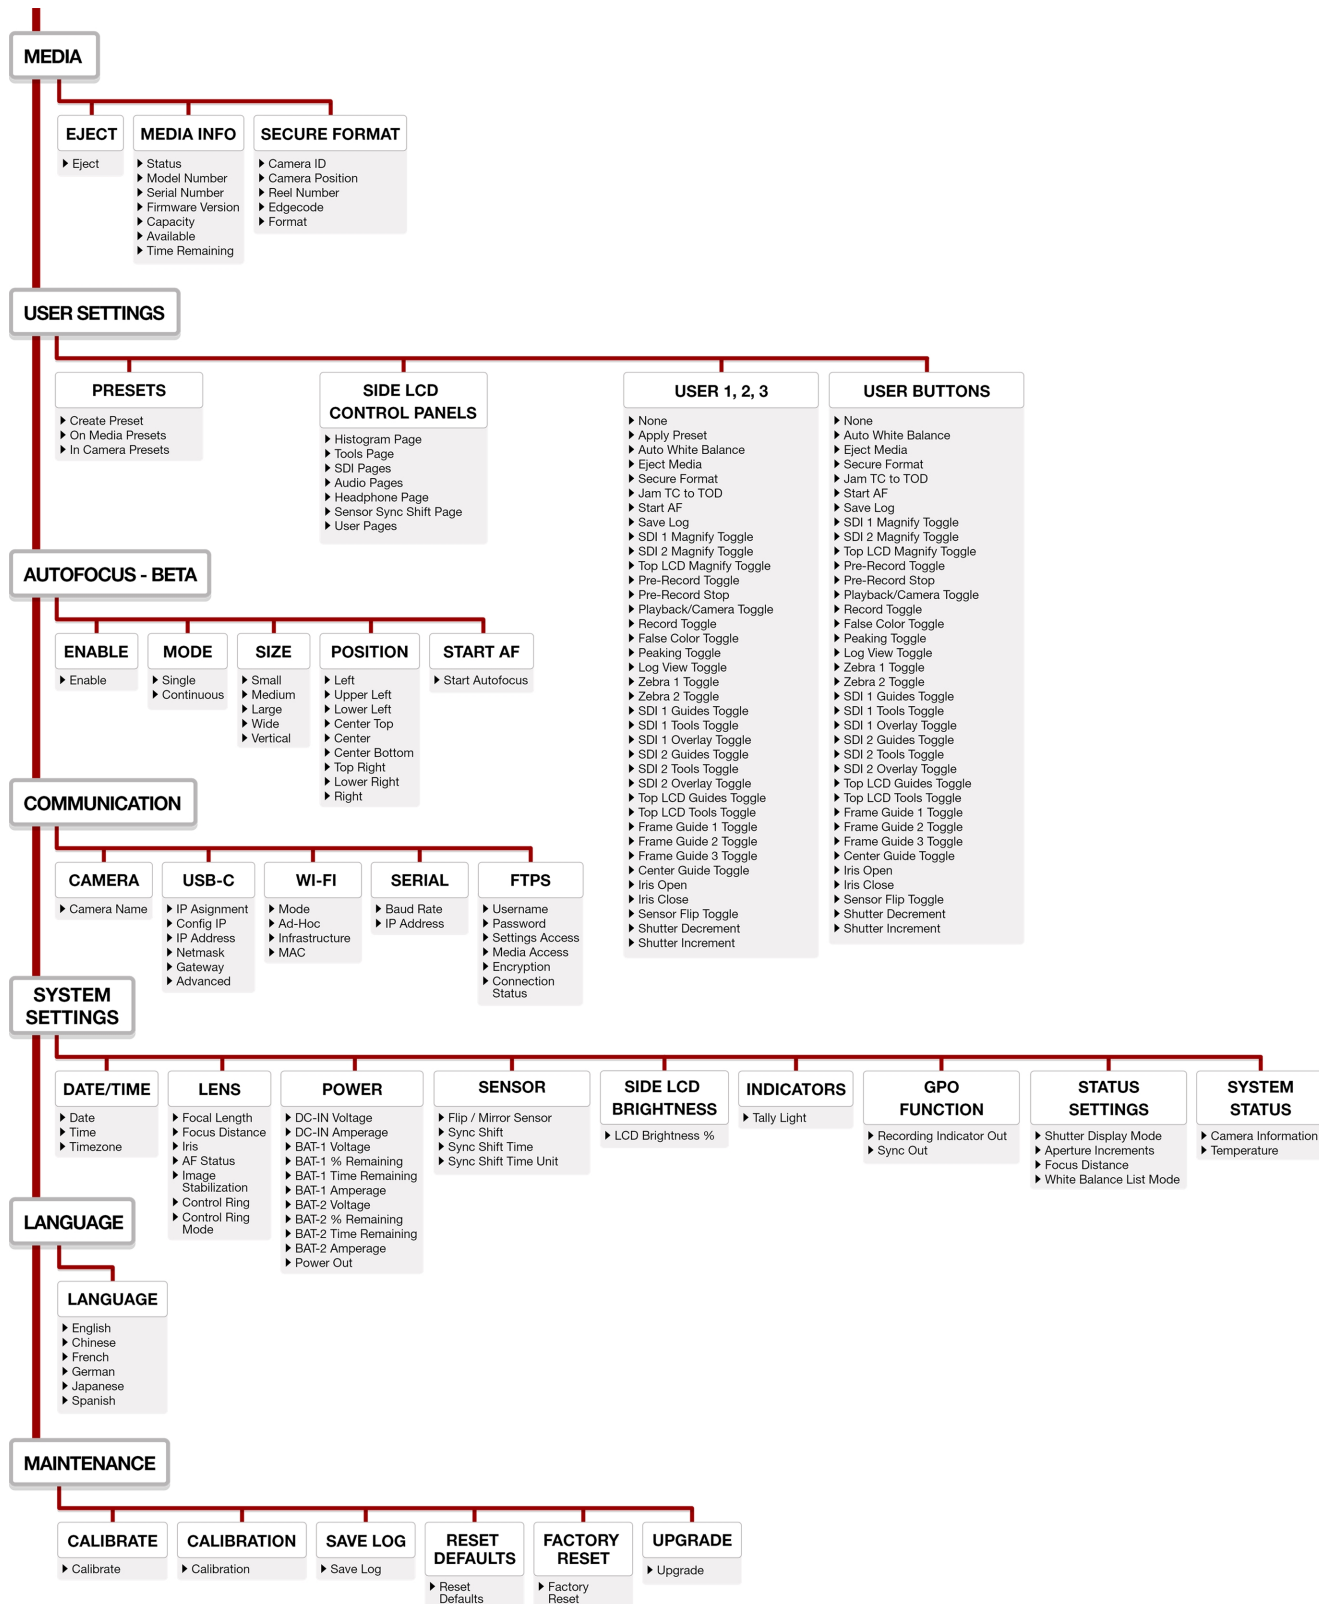 MEDIA
EJECT
Eject
MEDIA INFO
Status
Model Number
Serial Number
Firmware Version
Capacity
Available
Time Remaining
SECURE FORMAT
Camera ID
Camera Position
Reel Number
Edgecode
Format
USER SETTINGS
PRESETS
Create Preset
On Media Presets
In Camera Presets
SIDE LCD
CONTROL PANELS
Histogram Page
Tools Page
SDI Pages
Audio Pages
Headphone Page
Sensor Sync Shift Page
User Pages
USER 1, 2, 3
None
Apply Preset
Auto White Balance
Eject Media
Secure Format
Jam TC to TOD
Start AF
Save Log
SDI 1 Magnify Toggle
SDI 2 Magnify Toggle
Top LCD Magnify Toggle
Pre-Record Toggle
Pre-Record Stop
Playback/Camera Toggle
Record Toggle
False Color Toggle
Peaking Toggle
Log View Toggle
Zebra 1 Toggle
Zebra 2 Toggle
SDI 1 Guides Toggle
SDI 1 Tools Toggle
SDI 1 Overlay Toggle
SDI 2 Guides Toggle
SDI 2 Tools Toggle
SDI 2 Overlay Toggle
Top LCD Guides Toggle
Top LCD Tools Toggle
Frame Guide 1 Toggle
Frame Guide 2 Toggle
Frame Guide 3 Toggle
Center Guide Toggle
Iris Open
Iris Close
Sensor Flip Toggle
Shutter Decrement
Shutter Increment
USER BUTTONS
None
Auto White Balance
Eject Media
Secure Format
Jam TC to TOD
Start AF
Save Log
SDI 1 Magnify Toggle
SDI 2 Magnify Toggle
Top LCD Magnify Toggle
Pre-Record Toggle
Pre-Record Stop
Playback/Camera Toggle
Record Toggle
False Color Toggle
Peaking Toggle
Log View Toggle
Zebra 1 Toggle
Zebra 2 Toggle
SDI 1 Guides Toggle
SDI 1 Tools Toggle
SDI 1 Overlay Toggle
SDI 2 Guides Toggle
SDI 2 Tools Toggle
SDI 2 Overlay Toggle
Top LCD Guides Toggle
Top LCD Tools Toggle
Frame Guide 1 Toggle
Frame Guide 2 Toggle
Frame Guide 3 Toggle
Center Guide Toggle
Iris Open
Iris Close
Sensor Flip Toggle
Shutter Decrement
Shutter Increment
AUTOFOCUS - BETA
ENABLE
Enable
MODE
Single
Continuous
SIZE
Small
Medium
Large
Wide
Vertical
POSITION
Left
Upper Left
Lower Left
Center Top
Center
Center Bottom
Top Right
Lower Right
Right
START AF
Start Autofocus
COMMUNICATION
CAMERA
Camera Name
USB-C
IP Asignment
Config IP
IP Address
Netmask
Gateway
Advanced
WI-FI
Mode
Ad-Hoc
Infrastructure
MAC
SERIAL
Baud Rate
IP Address
FTPS
Username
Password
Settings Access
Media Access
Encryption
Connection
Status
SYSTEM
SETTINGS
DATE/TIME
Date
Time
Timezone
LENS
Focal Length
Focus Distance
Iris
AF Status
Image
Stabilization
Control Ring
Control Ring
Mode
POWER
DC-IN Voltage
DC-IN Amperage
BAT-1 Voltage
BAT-1 % Remaining
BAT-1 Time Remaining
BAT-1 Amperage
BAT-2 Voltage
BAT-2 % Remaining
BAT-2 Time Remaining
BAT-2 Amperage
Power Out
SENSOR
Flip / Mirror Sensor
Sync Shift
Sync Shift Time
Sync Shift Time Unit
SIDE LCD
BRIGHTNESS
LCD Brightness %
INDICATORS
Tally Light
GPO
FUNCTION
Recording Indicator Out
Sync Out
STATUS
SETTINGS
Shutter Display Mode
Aperture Increments
Focus Distance
White Balance List Mode
SYSTEM
STATUS
Camera Information
Temperature
LANGUAGE
LANGUAGE
English
Chinese
French
German
Japanese
Spanish
MAINTENANCE
CALIBRATE
Calibrate
CALIBRATION
Calibration
SAVE LOG
Save Log
RESET
DEFAULTS
Reset
Defaults
FACTORY
RESET
Factory
Reset
UPGRADE
Upgrade